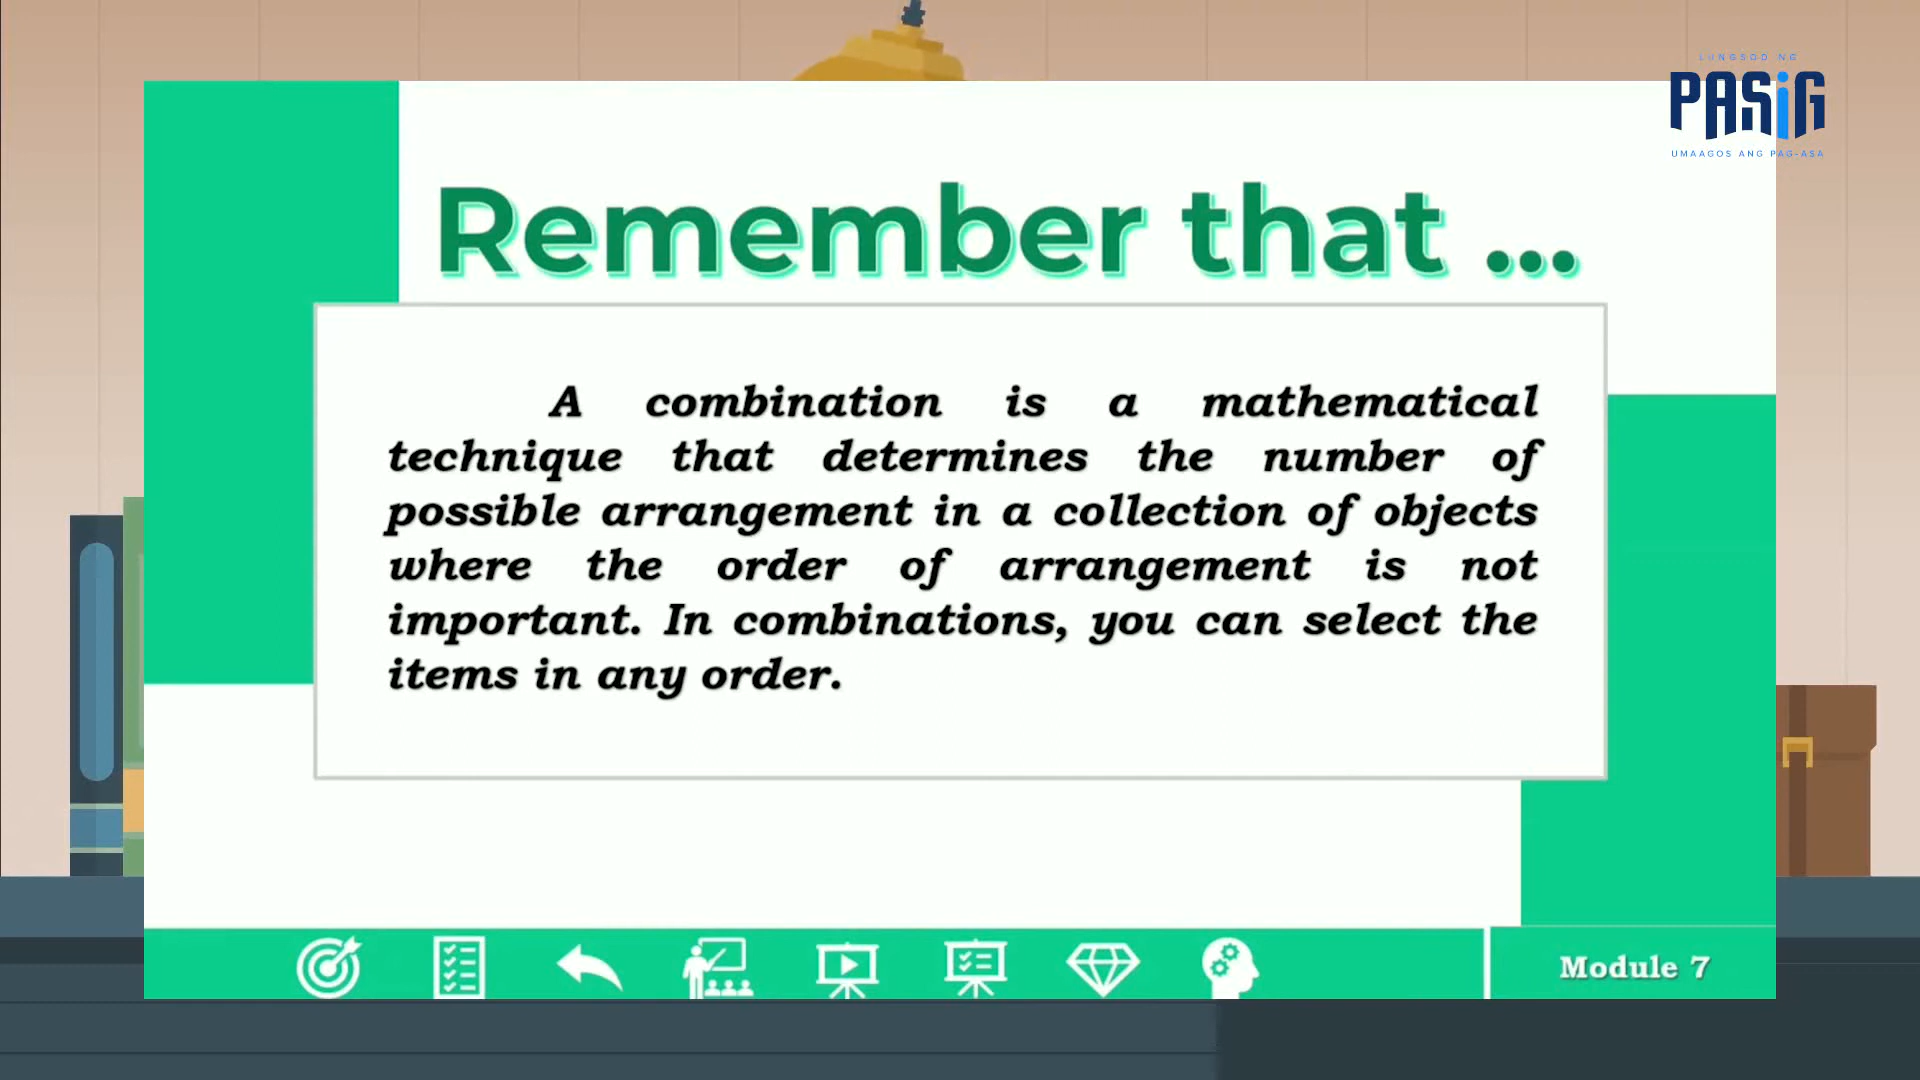 LUNGSOD NG
PASiG
UMAAGOS ANG PAG-ASA
Remember that ...
A combination is a mathematical
technique that determines the number of
possible arrangement in a collection of objects
where the order of arrangement is not
important. In combinations, you can select the
items in any order.
Module 7